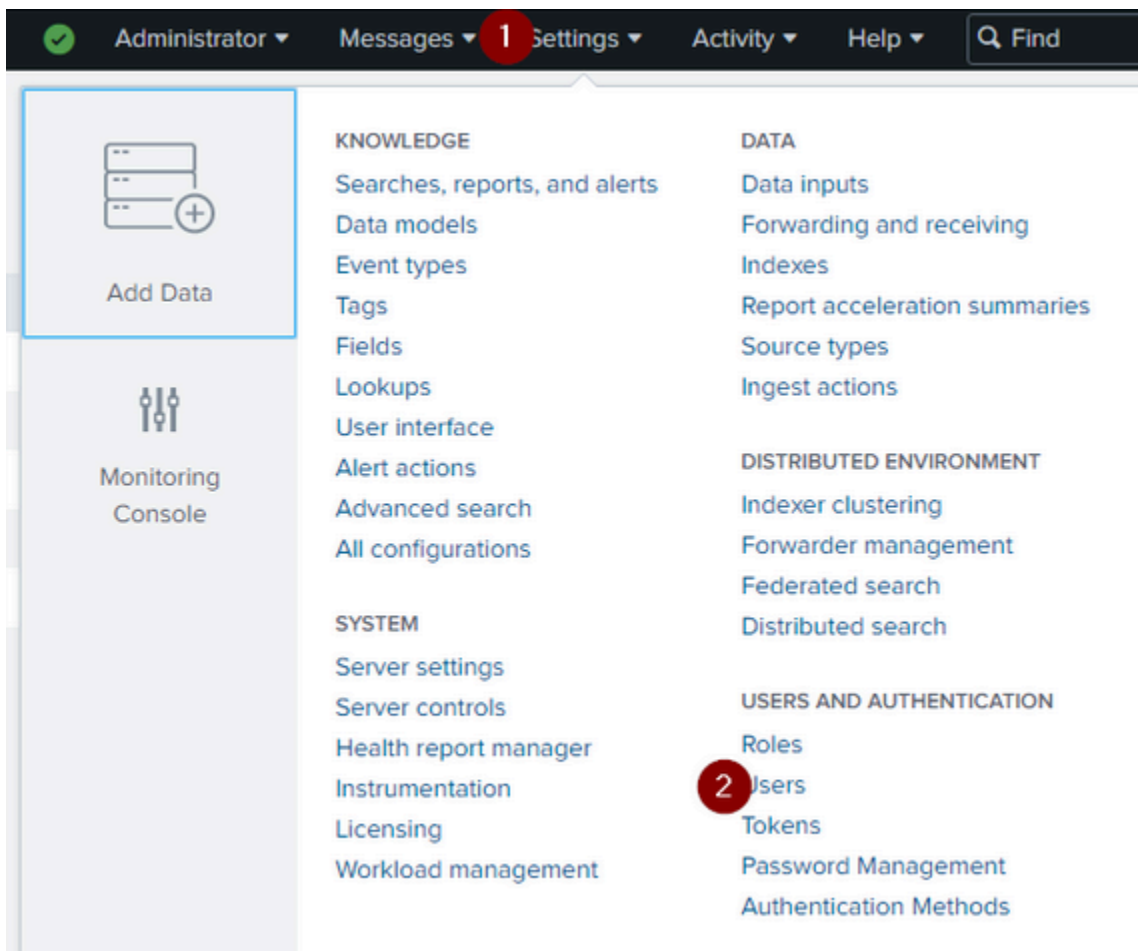 Administrator Messages 1 Settings Activity Help Find
Add Data
Monitoring
Console
KNOWLEDGE
Searches, reports, and alerts
Data models
Event types
Tags
Fields
Lookups
User interface
Alert actions
Advanced search
All configurations
SYSTEM
Server settings
Server controls
Health report manager
Instrumentation
Licensing
Workload management
DATA
Data inputs
Forwarding and receiving
Indexes
Report acceleration summaries
Source types
Ingest actions
DISTRIBUTED ENVIRONMENT
Indexer clustering
Forwarder management
Federated search
Distributed search
USERS AND AUTHENTICATION
Roles
2 Users
Tokens
Password Management
Authentication Methods